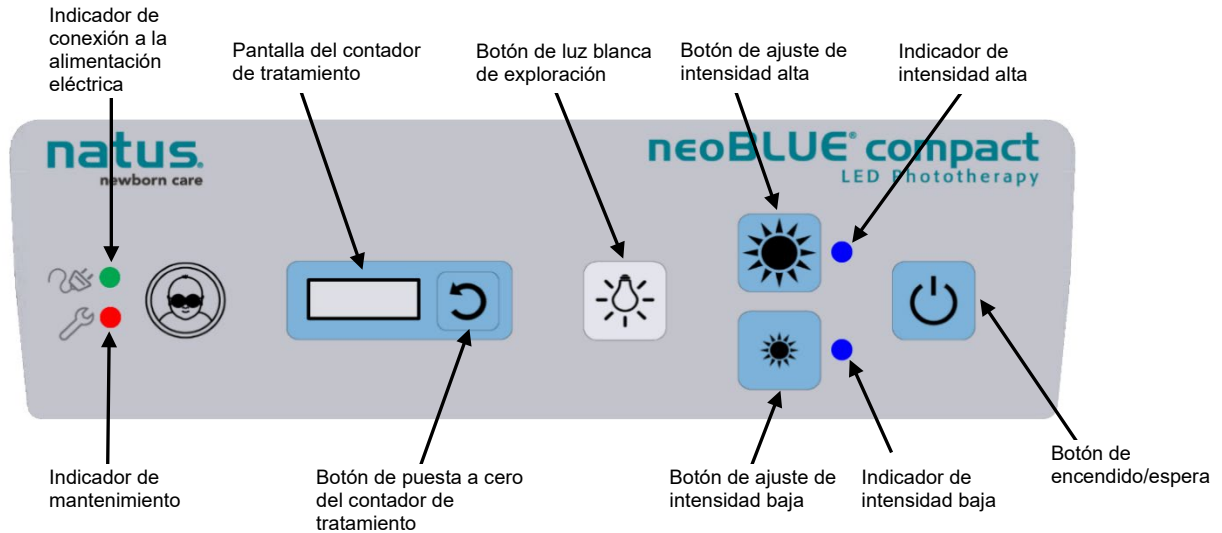 Indicador de
conexión a la
alimentación
eléctrica
Pantalla del contador
de tratamiento
Botón de luz blanca
de exploración
Botón de ajuste de
intensidad alta
Indicador de
intensidad alta
natus.
newborn care
neoBLUE® compact
LED Phototherapy
Indicador de
mantenimiento
Botón de puesta a cero
del contador de
tratamiento
Botón de ajuste de
intensidad baja
Indicador de
intensidad baja
Botón de
encendido/espera